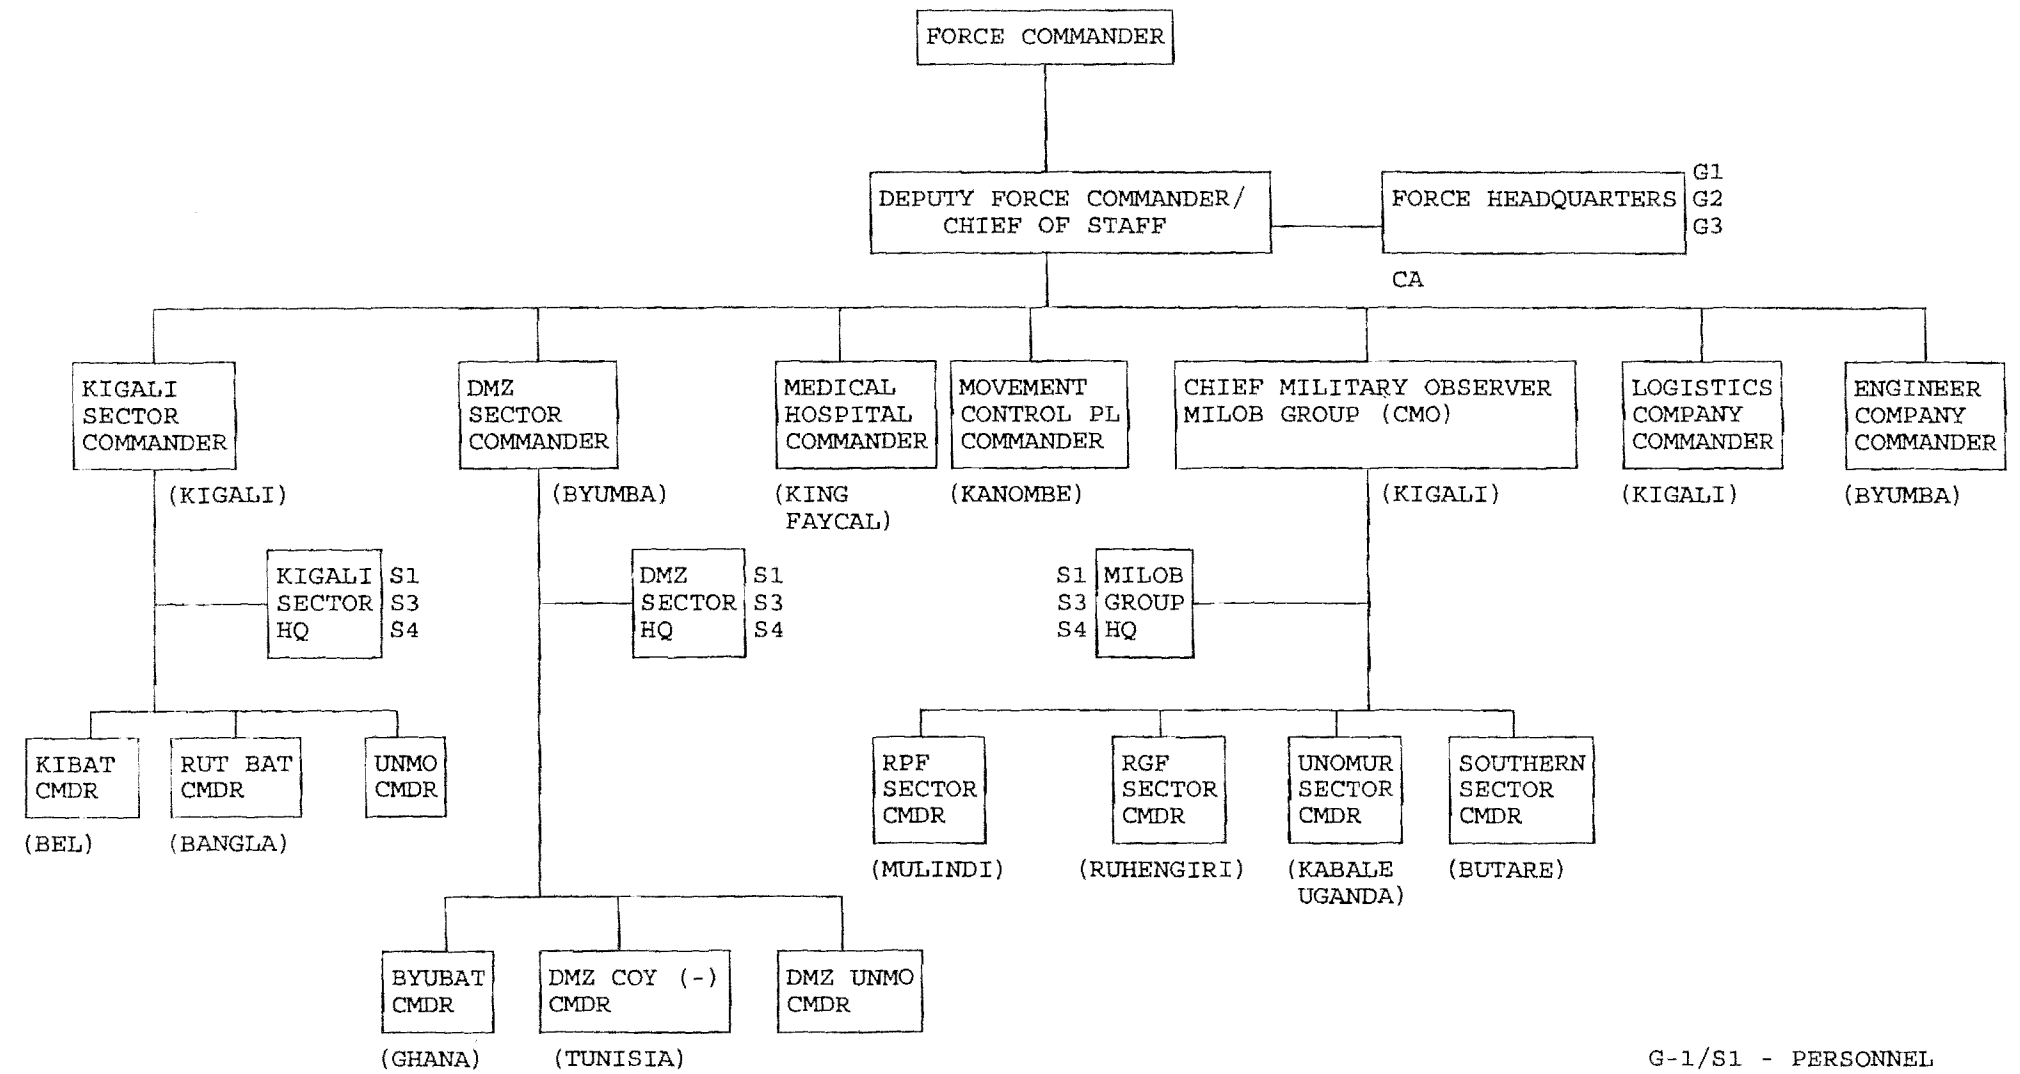 FORCE COMMANDER
DEPUTY FORCE COMMANDER/
CHIEF OF STAFF
FORCE HEADQUARTERS
G1
G2
G3
CA
KIGALI
SECTOR
COMMANDER
(KIGALI)
DMZ
SECTOR
COMMANDER
(BYUMBA)
MEDICAL
HOSPITAL
COMMANDER
(KING
FAYCAL)
MOVEMENT
CONTROL PL
COMMANDER
(KANOMBE)
CHIEF MILITARY OBSERVER
MILOB GROUP (CMO)
(KIGALI)
LOGISTICS
COMPANY
COMMANDER
(KIGALI)
ENGINEER
COMPANY
COMMANDER
(BYUMBA)
KIGALI S1
SECTOR S3
HQ S4
DMZ S1
SECTOR S3
HQ S4
S1 MILOB
S3 GROUP
S4 HQ
KIBAT
CMDR
(BEL)
RUT BAT
CMDR
(BANGLA)
UNMO
CMDR
RPF
SECTOR
CMDR
(MULINDI)
RGF
SECTOR
CMDR
(RUHENGIRI)
UNOMUR
SECTOR
CMDR
(KABALE
UGANDA)
SOUTHERN
SECTOR
CMDR
(BUTARE)
BYUBAT
CMDR
(GHANA)
DMZ COY (-)
CMDR
(TUNISIA)
DMZ UNMO
CMDR
G-1/S1 - PERSONNEL